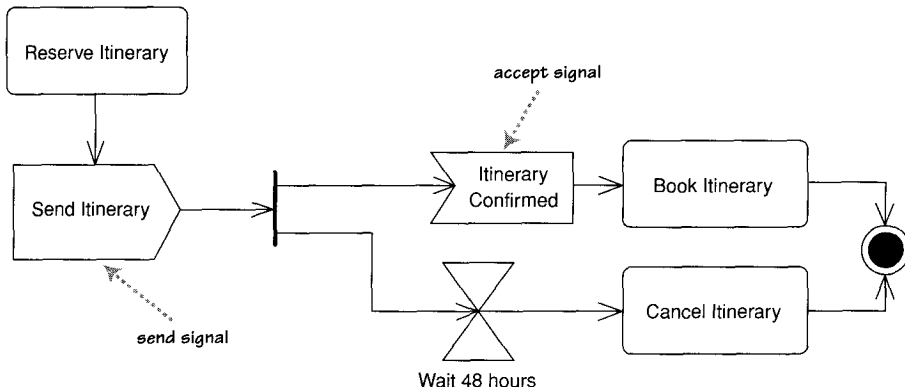 Reserve Itinerary
accept signal
Send Itinerary
Itinerary
Confirmed
Book Itinerary
Cancel Itinerary
send signal
Wait 48 hours